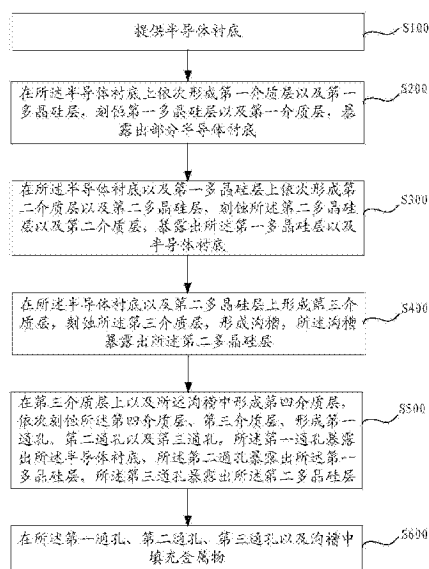 提供半导体衬底
S100
在所述半导体衬底上依次形成第一介质层以及第一
多晶硅层，刻蚀第一多晶硅层以及第一介质层，暴
露出部分半导体衬底
S200
在所述半导体衬底以及第一多晶硅层上依次形成第
二介质层以及第二多晶硅层，刻蚀所述第二多晶硅
层以及第二介质层，暴露出所述第一多晶硅层以及
半导体衬底
S300
在所述半导体衬底以及第二多晶硅层上形成第三介
质层，刻蚀所述第三介质层，形成沟槽，所述沟槽
暴露出所述第二多晶硅层
S400
在第三介质层上以及所述沟槽中形成第四介质层，
依次刻蚀所述第四介质层、第三介质层，形成第一
通孔、第二通孔以及第三通孔，所述第一通孔暴露
出所述半导体衬底、所述第二通孔暴露出所述第一
多晶硅层，所述第三通孔暴露出所述第二多晶硅层
S500
在所述第一通孔、第二通孔、第三通孔以及沟槽中
填充金属物
S600